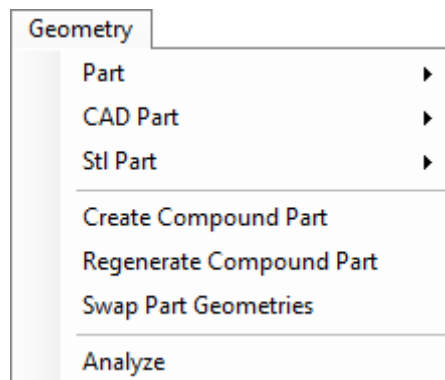 Geometry
Part
CAD Part
Stl Part
Create Compound Part
Regenerate Compound Part
Swap Part Geometries
Analyze